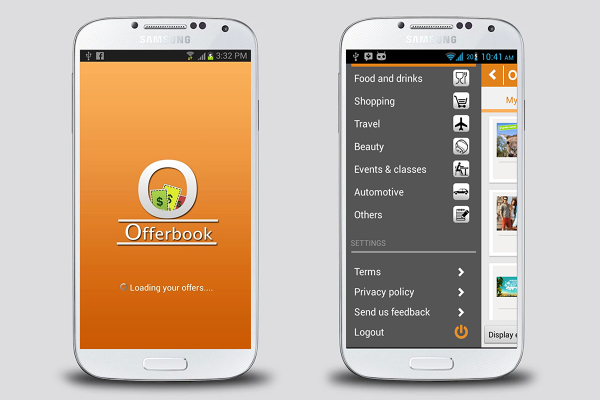 SAMSUNG
3:32 PM
Offerbook
Loading your offers....
SAMSUNG
20 10:41 AM
Food and drinks
Shopping
Travel
Beauty
Events & classes
Automotive
Others
SETTINGS
Terms
Privacy policy
Send us feedback
Logout
O
My
Display